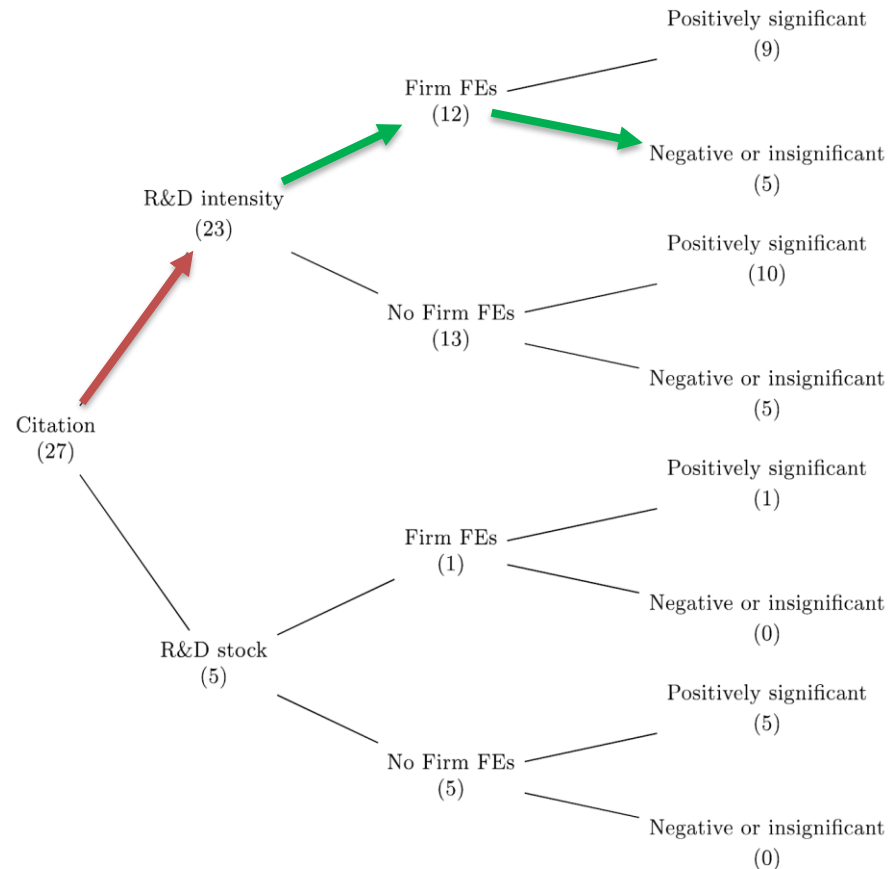 Positively significant
(9)
Firm FEs
(12)
Negative or insignificant
(5)
R&D intensity
(23)
Positively significant
(10)
No Firm FEs
(13)
Negative or insignificant
(5)
Citation
(27)
Positively significant
(1)
Firm FEs
(1)
Negative or insignificant
(0)
R&D stock
(5)
Positively significant
(5)
No Firm FEs
(5)
Negative or insignificant
(0)